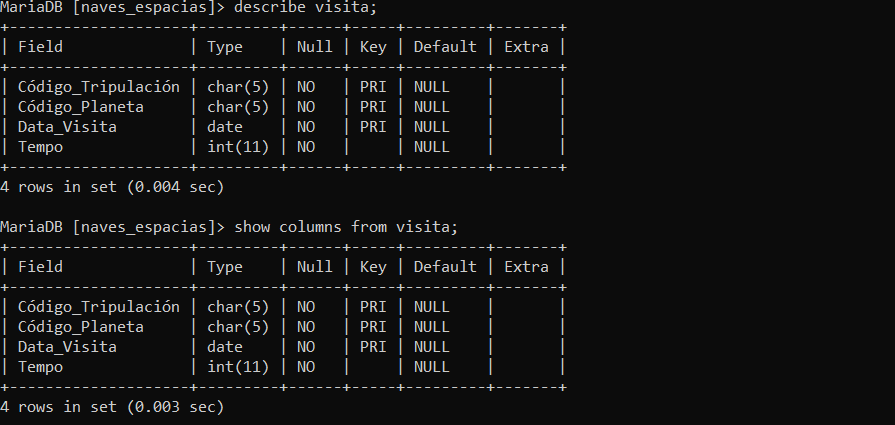 MariaDB [naves_espacias]> describe visita;
+--------------------+---------+------+-----+---------+-------+
| Field              | Type    | Null | Key | Default | Extra |
+--------------------+---------+------+-----+---------+-------+
| Código_Tripulación | char(5) | NO   | PRI | NULL    |       |
| Código_Planeta     | char(5) | NO   | PRI | NULL    |       |
| Data_Visita        | date    | NO   | PRI | NULL    |       |
| Tempo              | int(11) | NO   |     | NULL    |       |
+--------------------+---------+------+-----+---------+-------+
4 rows in set (0.004 sec)
MariaDB [naves_espacias]> show columns from visita;
+--------------------+---------+------+-----+---------+-------+
| Field              | Type    | Null | Key | Default | Extra |
+--------------------+---------+------+-----+---------+-------+
| Código_Tripulación | char(5) | NO   | PRI | NULL    |       |
| Código_Planeta     | char(5) | NO   | PRI | NULL    |       |
| Data_Visita        | date    | NO   | PRI | NULL    |       |
| Tempo              | int(11) | NO   |     | NULL    |       |
+--------------------+---------+------+-----+---------+-------+
4 rows in set (0.003 sec)